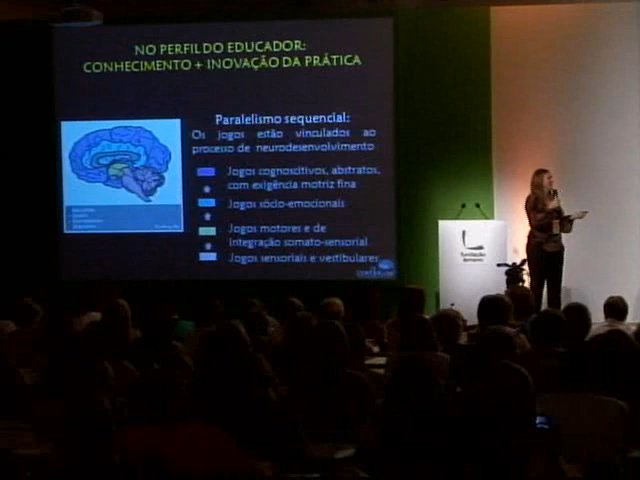 NO PERFIL DO EDUCADOR:
CONHECIMENTO + INOVAÇÃO DA PRÁTICA
Paralelismo sequencial:
Os jogos estão vinculados ao
processo de neurodesenvolvimento
Jogos cognoscitivos, abstratos,
com exigência motriz fina
Jogos sócio-emocionais
Jogos motores e de
integração somato-sensorial
Jogos sensoriais e vestibulares
fundação